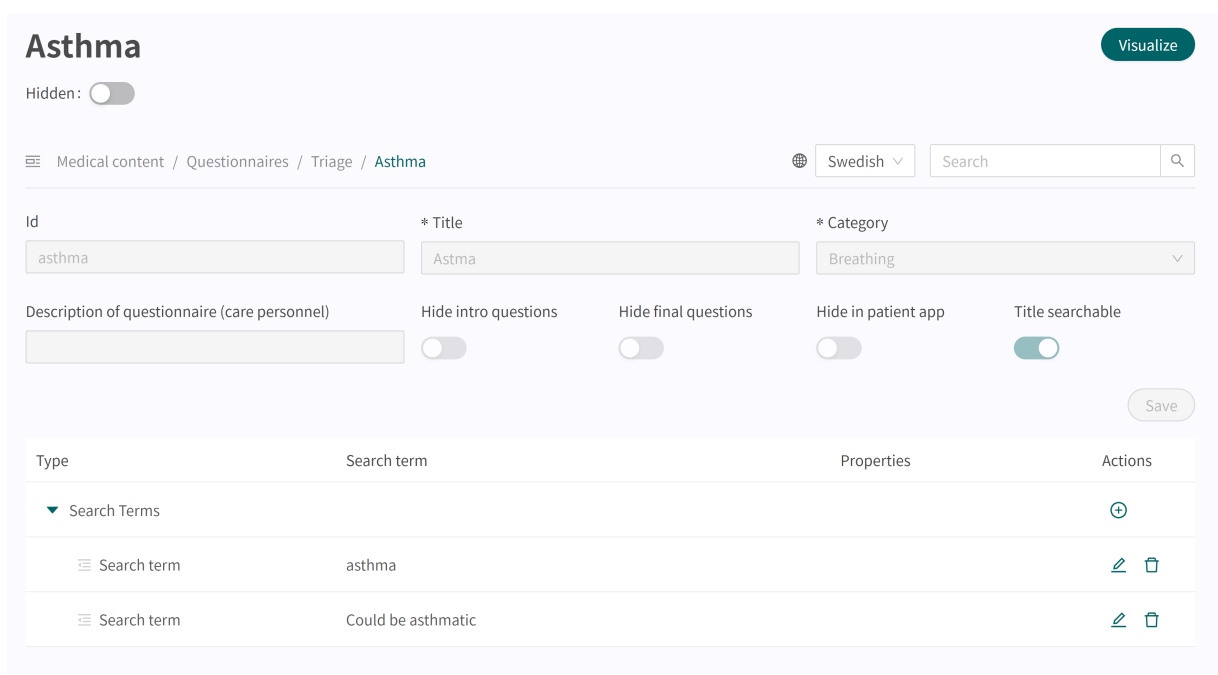 Asthma
Visualize
Hidden:
Medical content / Questionnaires / Triage / Asthma
Swedish
Search
Id
* Title
* Category
asthma
Astma
Breathing
Description of questionnaire (care personnel)
Hide intro questions
Hide final questions
Hide in patient app
Title searchable
Save
Type Search term Properties Actions
Search Terms
Search term asthma
Search term Could be asthmatic